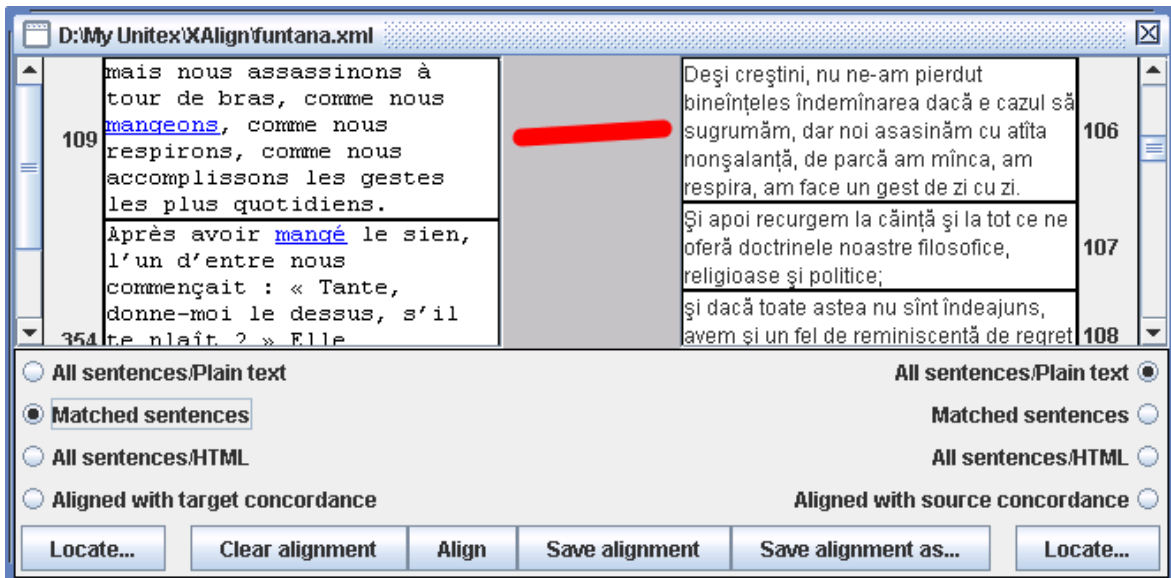 D:\My Unitex\XAlign\funtana.xml
mais nous assassinons à
tour de bras, comme nous
mangeons, comme nous
109
respirons, comme nous
accomplissons les gestes
les plus quotidiens.
Après avoir mangé le sien,
l'un d'entre nous
commençait : « Tante,
donne-moi le dessus, s'il
354
te plaît ? » Elle
Deşi creştini, nu ne-am pierdut
bineînţeles îndemînarea dacă e cazul să
sugrumăm, dar noi asasinăm cu atîta
106
nonşalanţă, de parcă am mînca, am
respira, am face un gest de zi cu zi.
Şi apoi recurgem la căinţă şi la tot ce ne
oferă doctrinele noastre filosofice,
107
religioase şi politice;
şi dacă toate astea nu sînt îndeajuns,
avem şi un fel de reminiscenţă de regret
108
All sentences/Plain text
All sentences/Plain text
Matched sentences
Matched sentences
All sentences/HTML
All sentences/HTML
Aligned with target concordance
Aligned with source concordance
Locate... Clear alignment Align Save alignment Save alignment as... Locate...